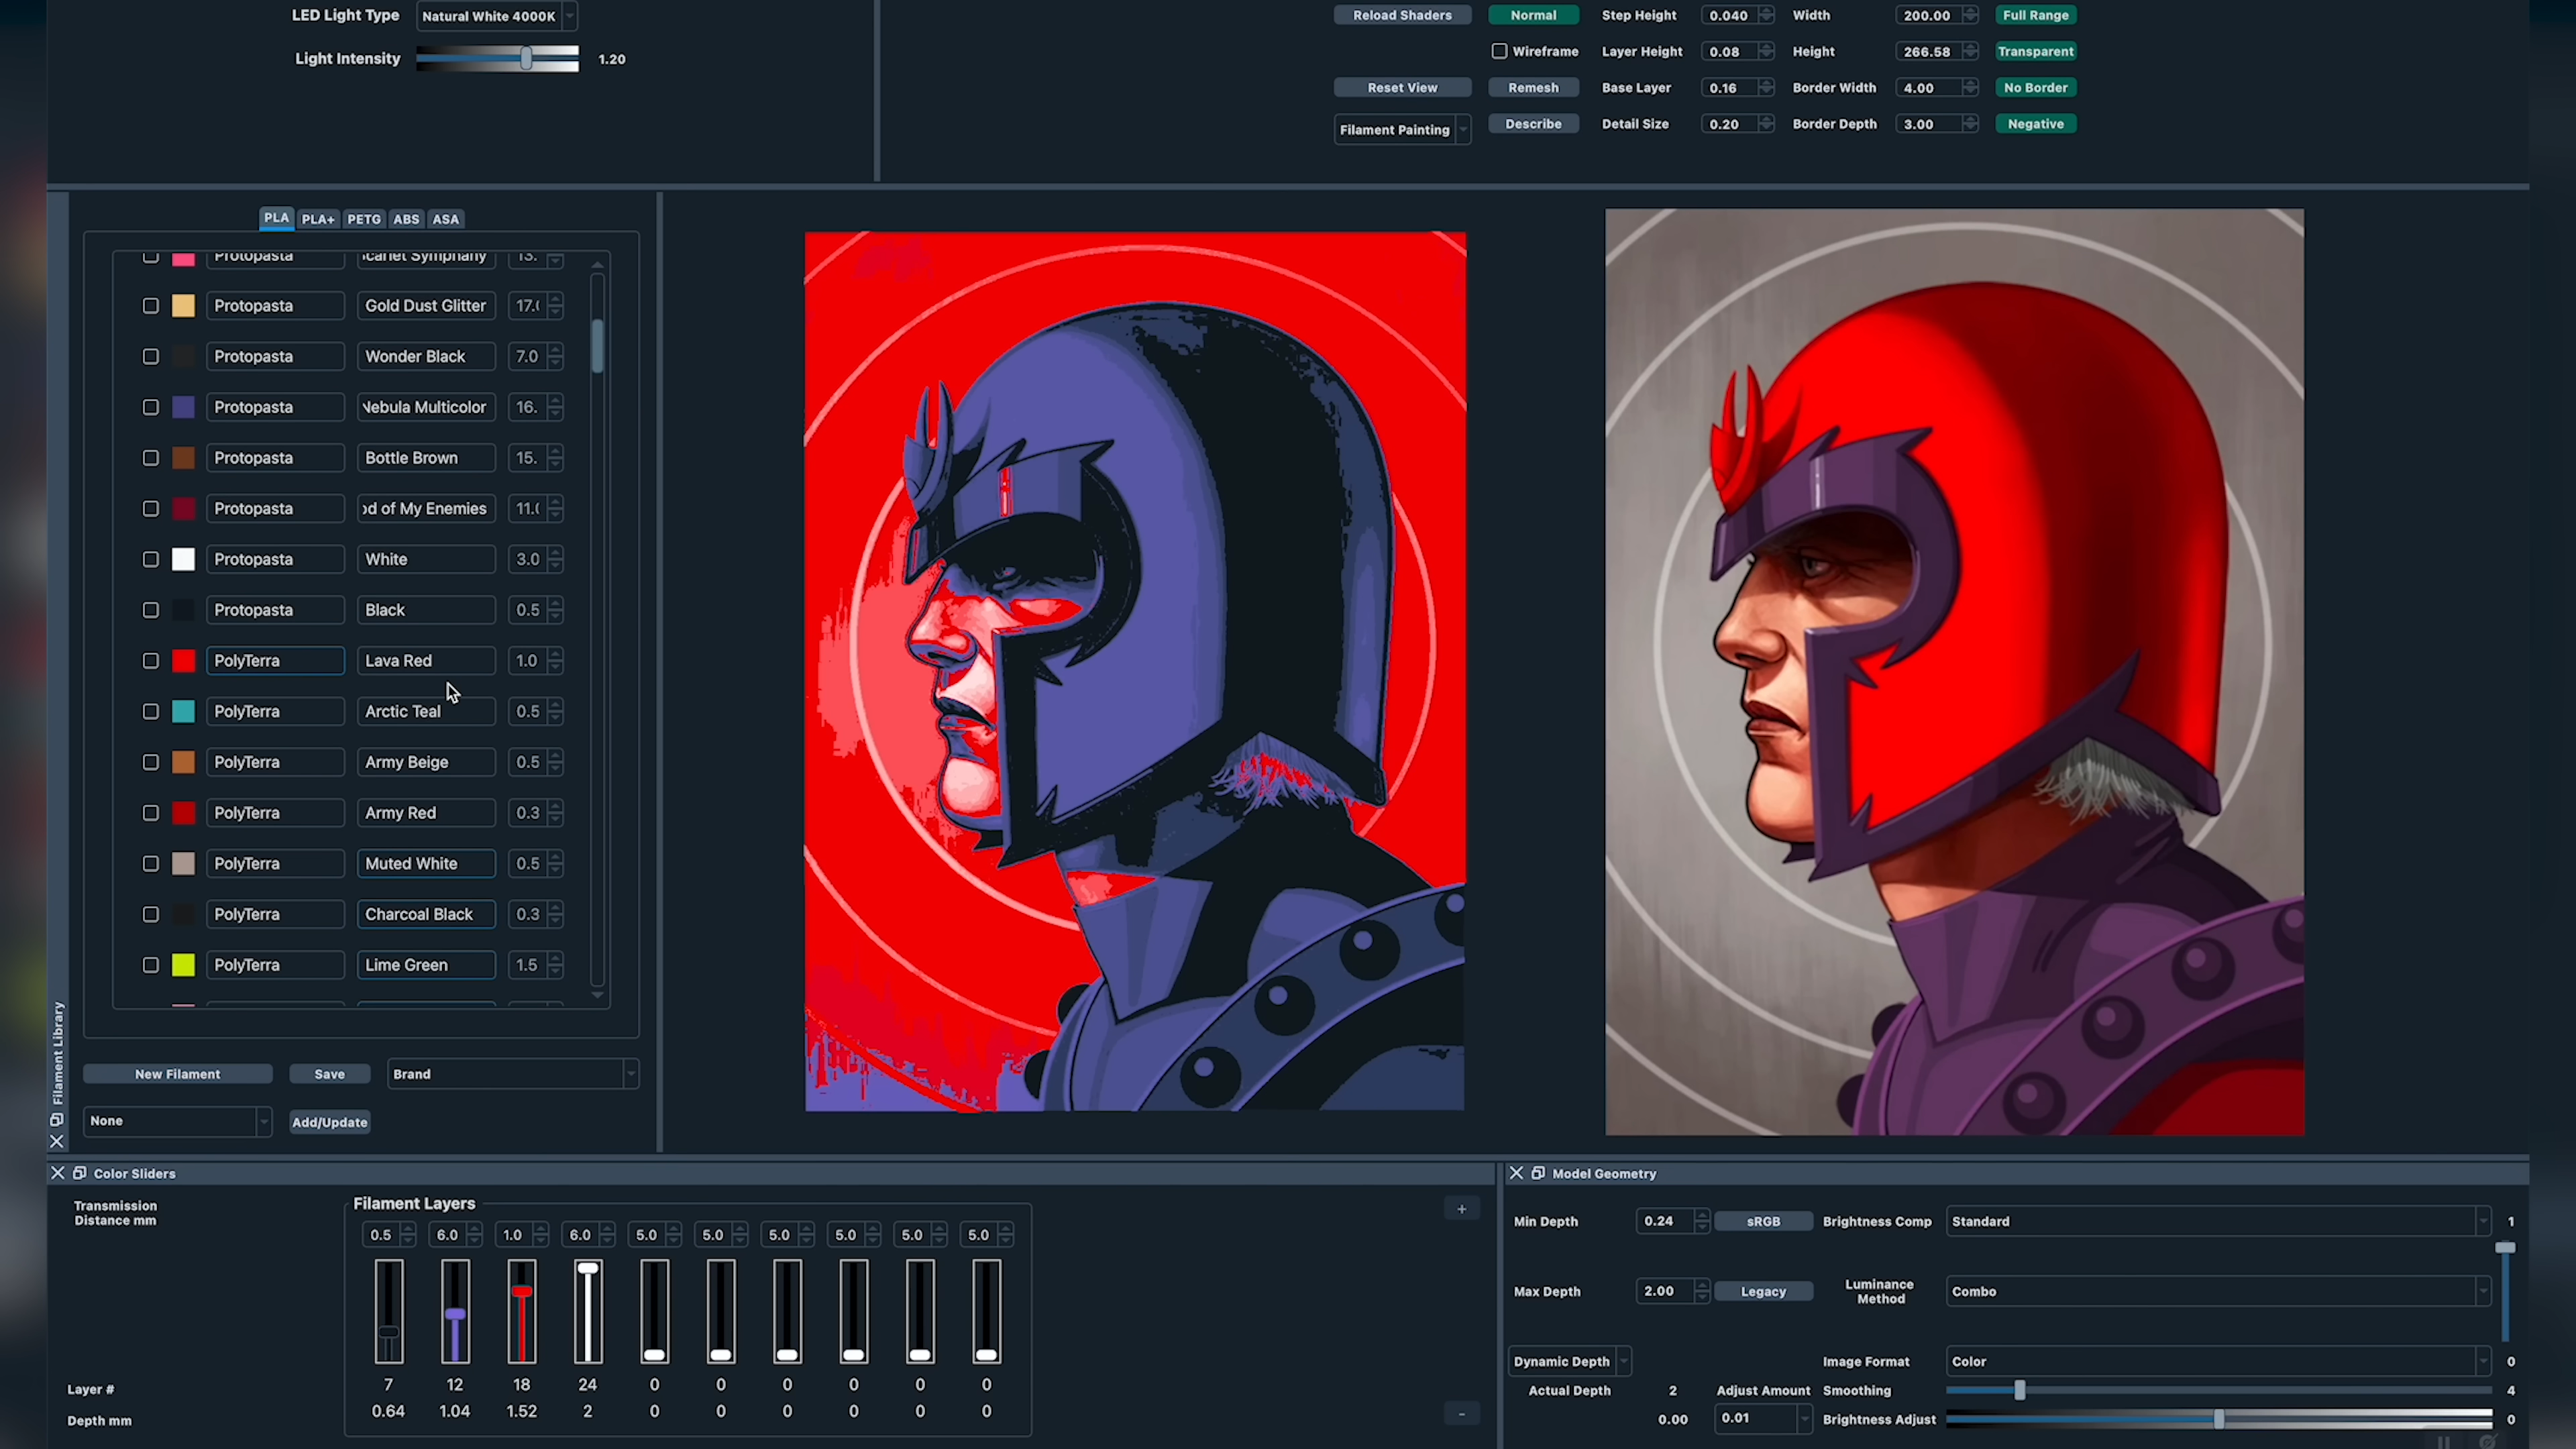 LED Light Type Natural White 4000K
Light Intensity 1.20
Reload Shaders Normal Step Height 0.040 Width 200.00 Full Range
Wireframe Layer Height 0.08 Height 266.58 Transparent
Reset View Remesh Base Layer 0.16 Border Width 4.00 No Border
Filament Painting Describe Detail Size 0.20 Border Depth 3.00 Negative
PLA PLA+ PETG ABS ASA
Protopasta Symphany 13.
Protopasta Gold Dust Glitter 17.
Protopasta Wonder Black 7.0
Protopasta Nebula Multicolor 16.
Protopasta Bottle Brown 15.
Protopasta of My Enemies 11.
Protopasta White 3.0
Protopasta Black 0.5
PolyTerra Lava Red 1.0
PolyTerra Arctic Teal 0.5
PolyTerra Army Beige 0.5
PolyTerra Army Red 0.3
PolyTerra Muted White 0.5
PolyTerra Charcoal Black 0.3
PolyTerra Lime Green 1.5
Filament Library
New Filament Save Brand
None Add/Update
Color Sliders
Transmission
Distance mm
Filament Layers
0.5 6.0 1.0 6.0 5.0 5.0 5.0 5.0 5.0 5.0
+
Layer # 7 12 18 24 0 0 0 0 0 0
Depth mm 0.64 1.04 1.52 2 0 0 0 0 0 0
-
Model Geometry
Min Depth 0.24 sRGB Brightness Comp Standard 1
Max Depth 2.00 Legacy Luminance
Method Combo
Dynamic Depth Image Format Color 0
Actual Depth 2 Adjust Amount Smoothing 4
0.00 0.01 Brightness Adjust 0